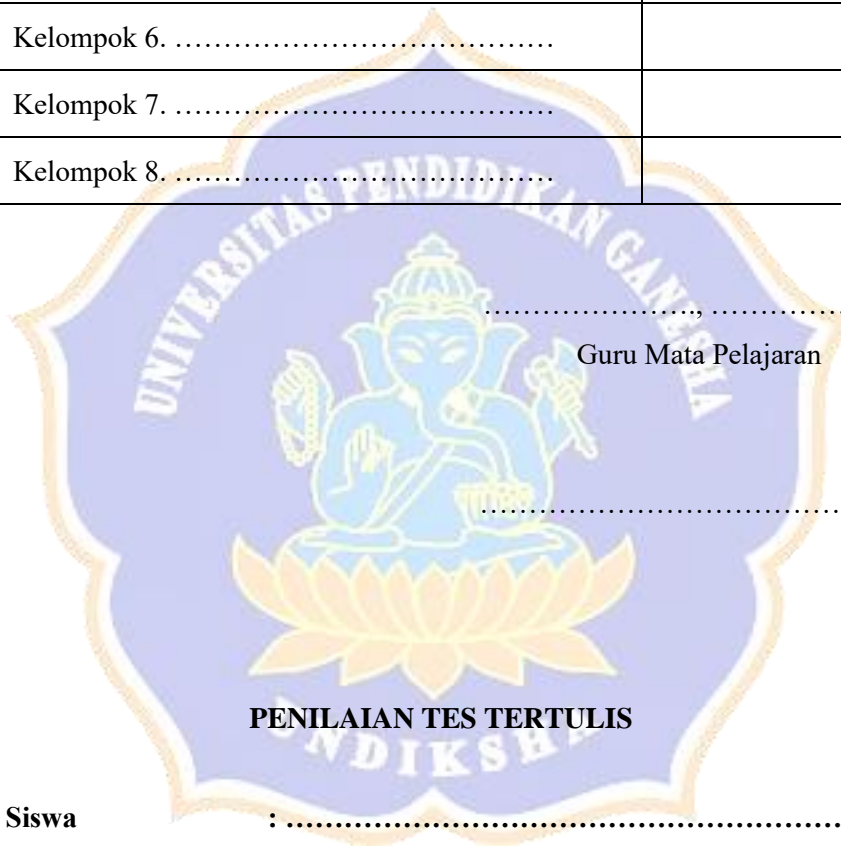 Kelompok 6. …………………………………
Kelompok 7. …………………………………
Kelompok 8. …………………………………
UNIVERSITAS PENDIDIKAN GANESHA
…………………., …………
Guru Mata Pelajaran
………………………………
PENILAIAN TES TERTULIS
UNDIKSHA
Siswa : ………………………………………………